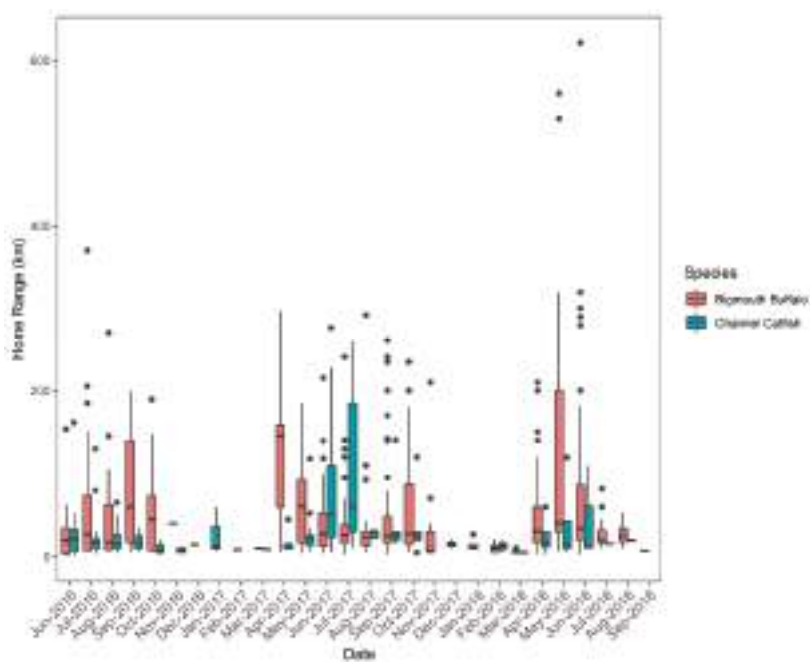 600
400
200
0
Home Range (km)
Jun-2016
Jul-2016
Aug-2016
Sep-2016
Oct-2016
Nov-2016
Dec-2016
Jan-2017
Feb-2017
Mar-2017
Apr-2017
May-2017
Jun-2017
Jul-2017
Aug-2017
Sep-2017
Oct-2017
Nov-2017
Dec-2017
Jan-2018
Feb-2018
Mar-2018
Apr-2018
May-2018
Jun-2018
Jul-2018
Aug-2018
Sep-2018
Date
Species
Bigmouth Buffalo
Channel Catfish